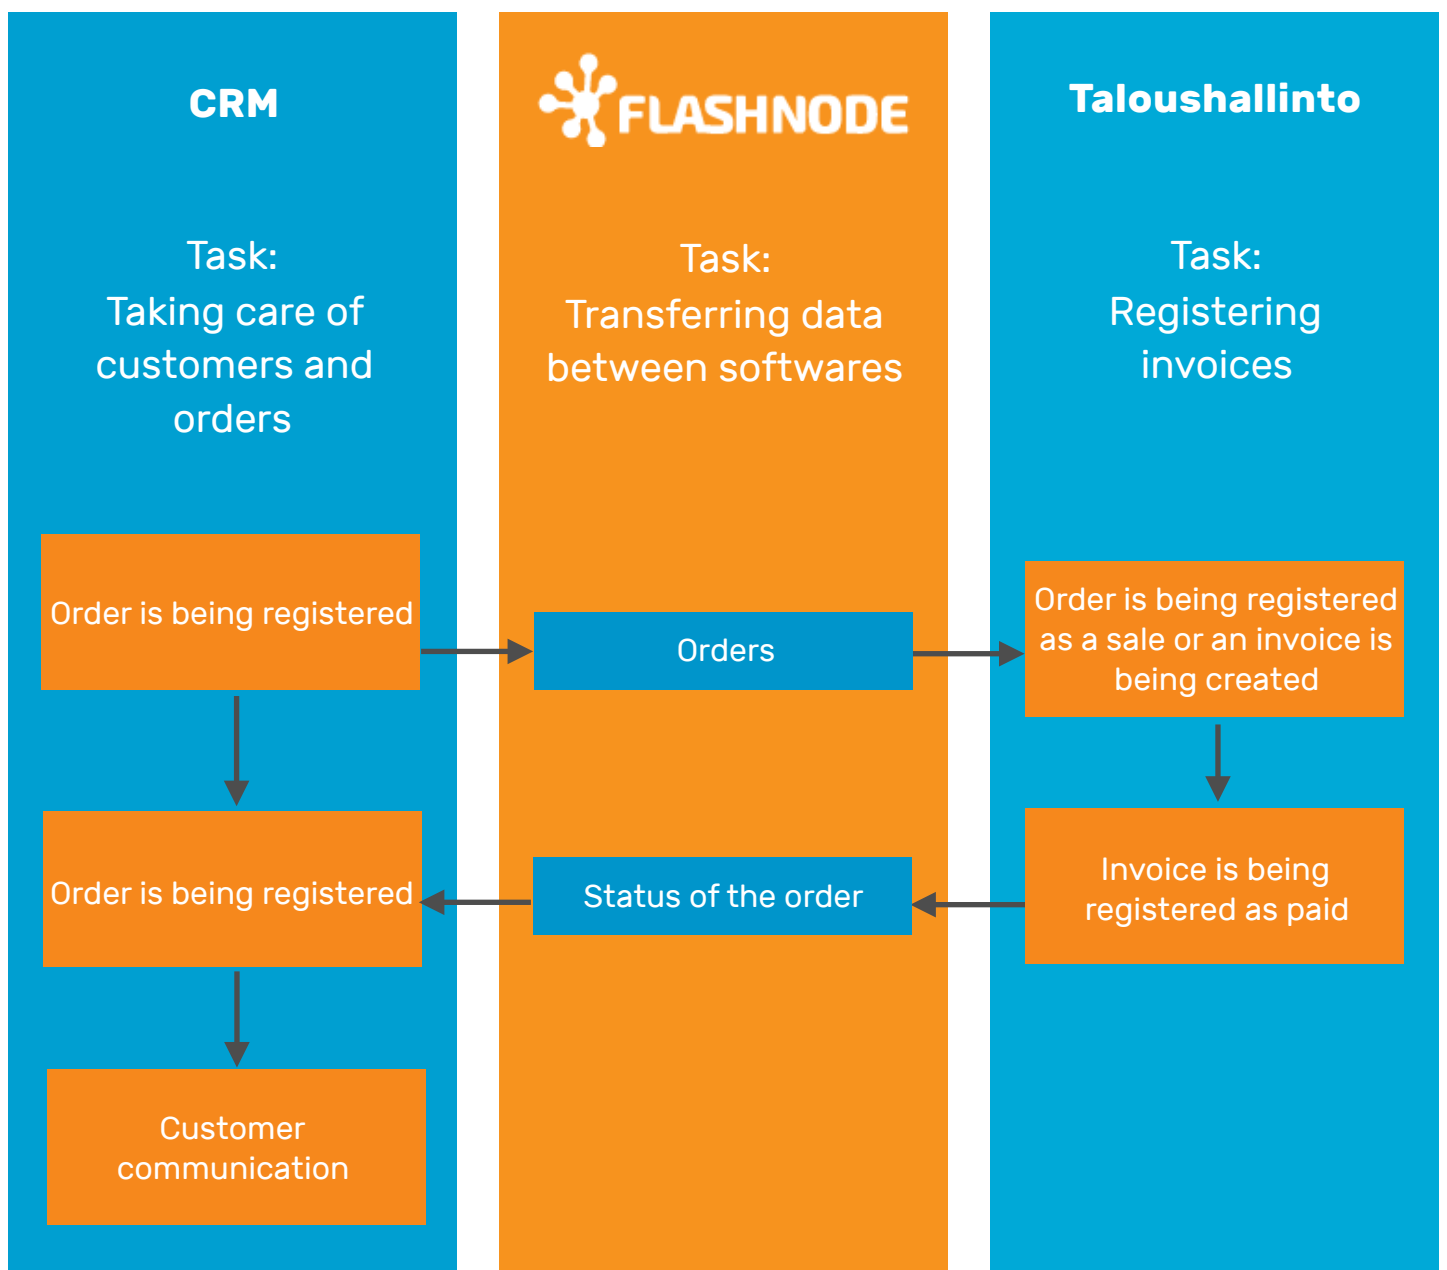 CRM
Task:
Taking care of
customers and
orders
FLASHNODE
Task:
Transferring data
between softwares
Taloushallinto
Task:
Registering
invoices
Order is being registered
Orders
Order is being registered
as a sale or an invoice is
being created
Order is being registered
Status of the order
Invoice is being
registered as paid
Customer
communication